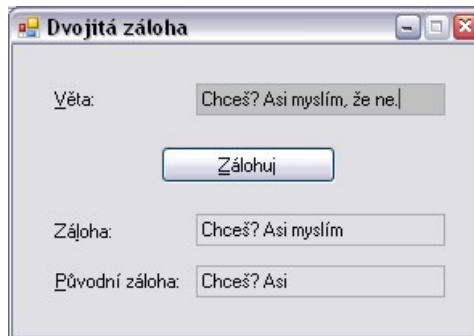 Dvojitá záloha
Věta: Chceš? Asi myslím, že ne.
Zálohuj
Záloha: Chceš? Asi myslím
Původní záloha: Chceš? Asi